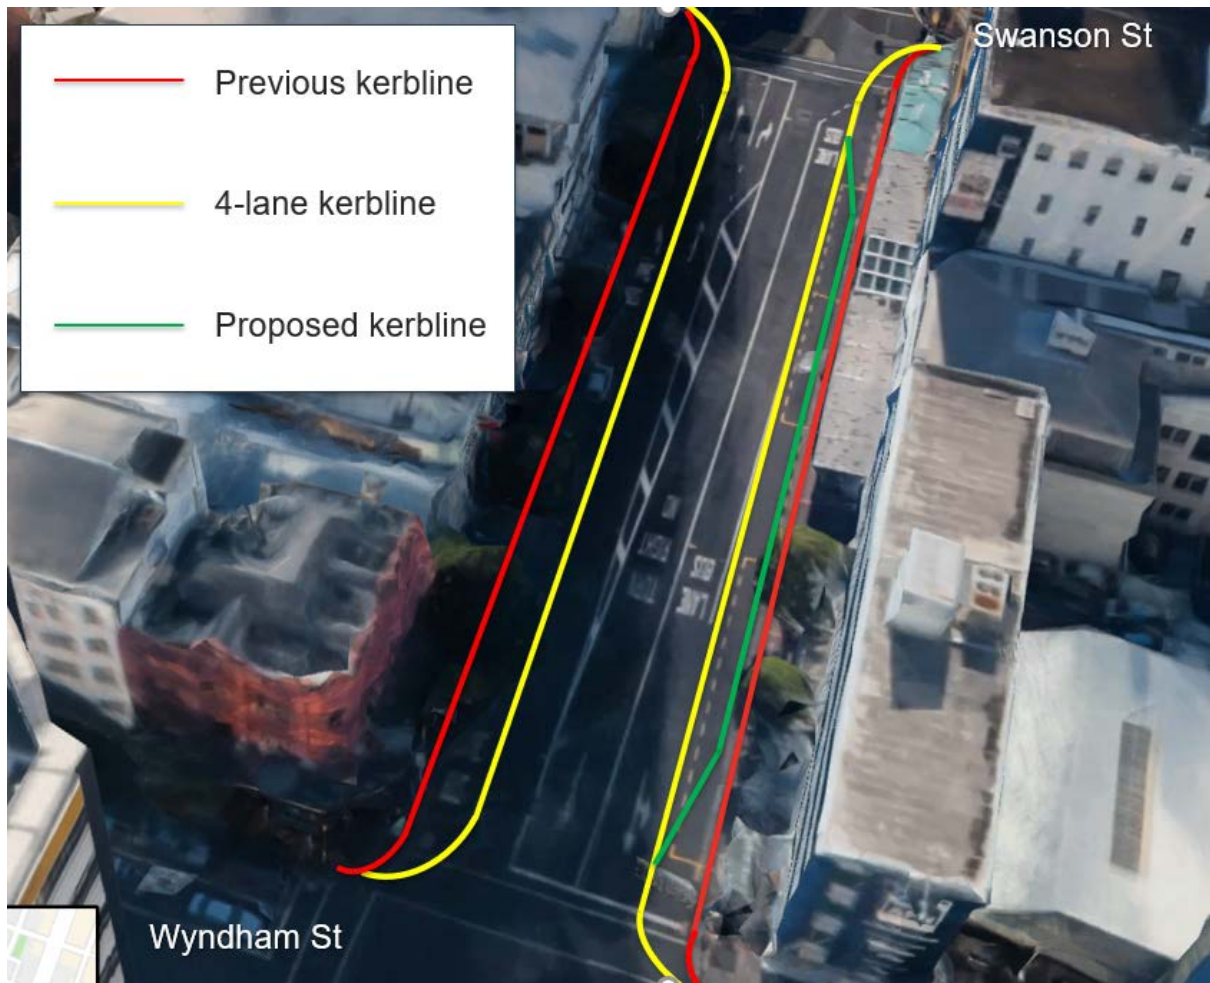 Swanson St
Previous kerbline
4-lane kerbline
Proposed kerbline
Wyndham St